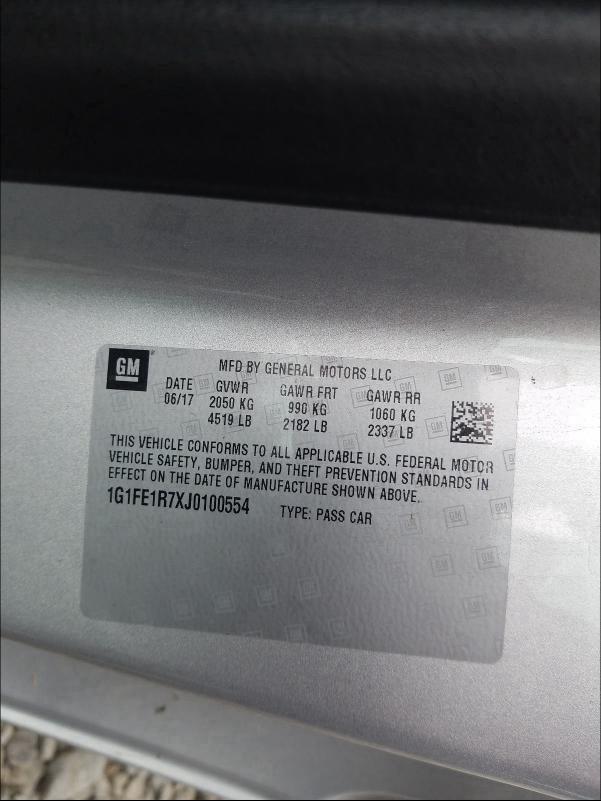 GM
MFD BY GENERAL MOTORS LLC
DATE GVWR GAWR FRT GAWR RR
06/17 2050 KG 990 KG 1060 KG
4519 LB 2182 LB 2337 LB
THIS VEHICLE CONFORMS TO ALL APPLICABLE U.S. FEDERAL MOTOR
VEHICLE SAFETY, BUMPER, AND THEFT PREVENTION STANDARDS IN
EFFECT ON THE DATE OF MANUFACTURE SHOWN ABOVE.
1G1FE1R7XJ0100554 TYPE: PASS CAR